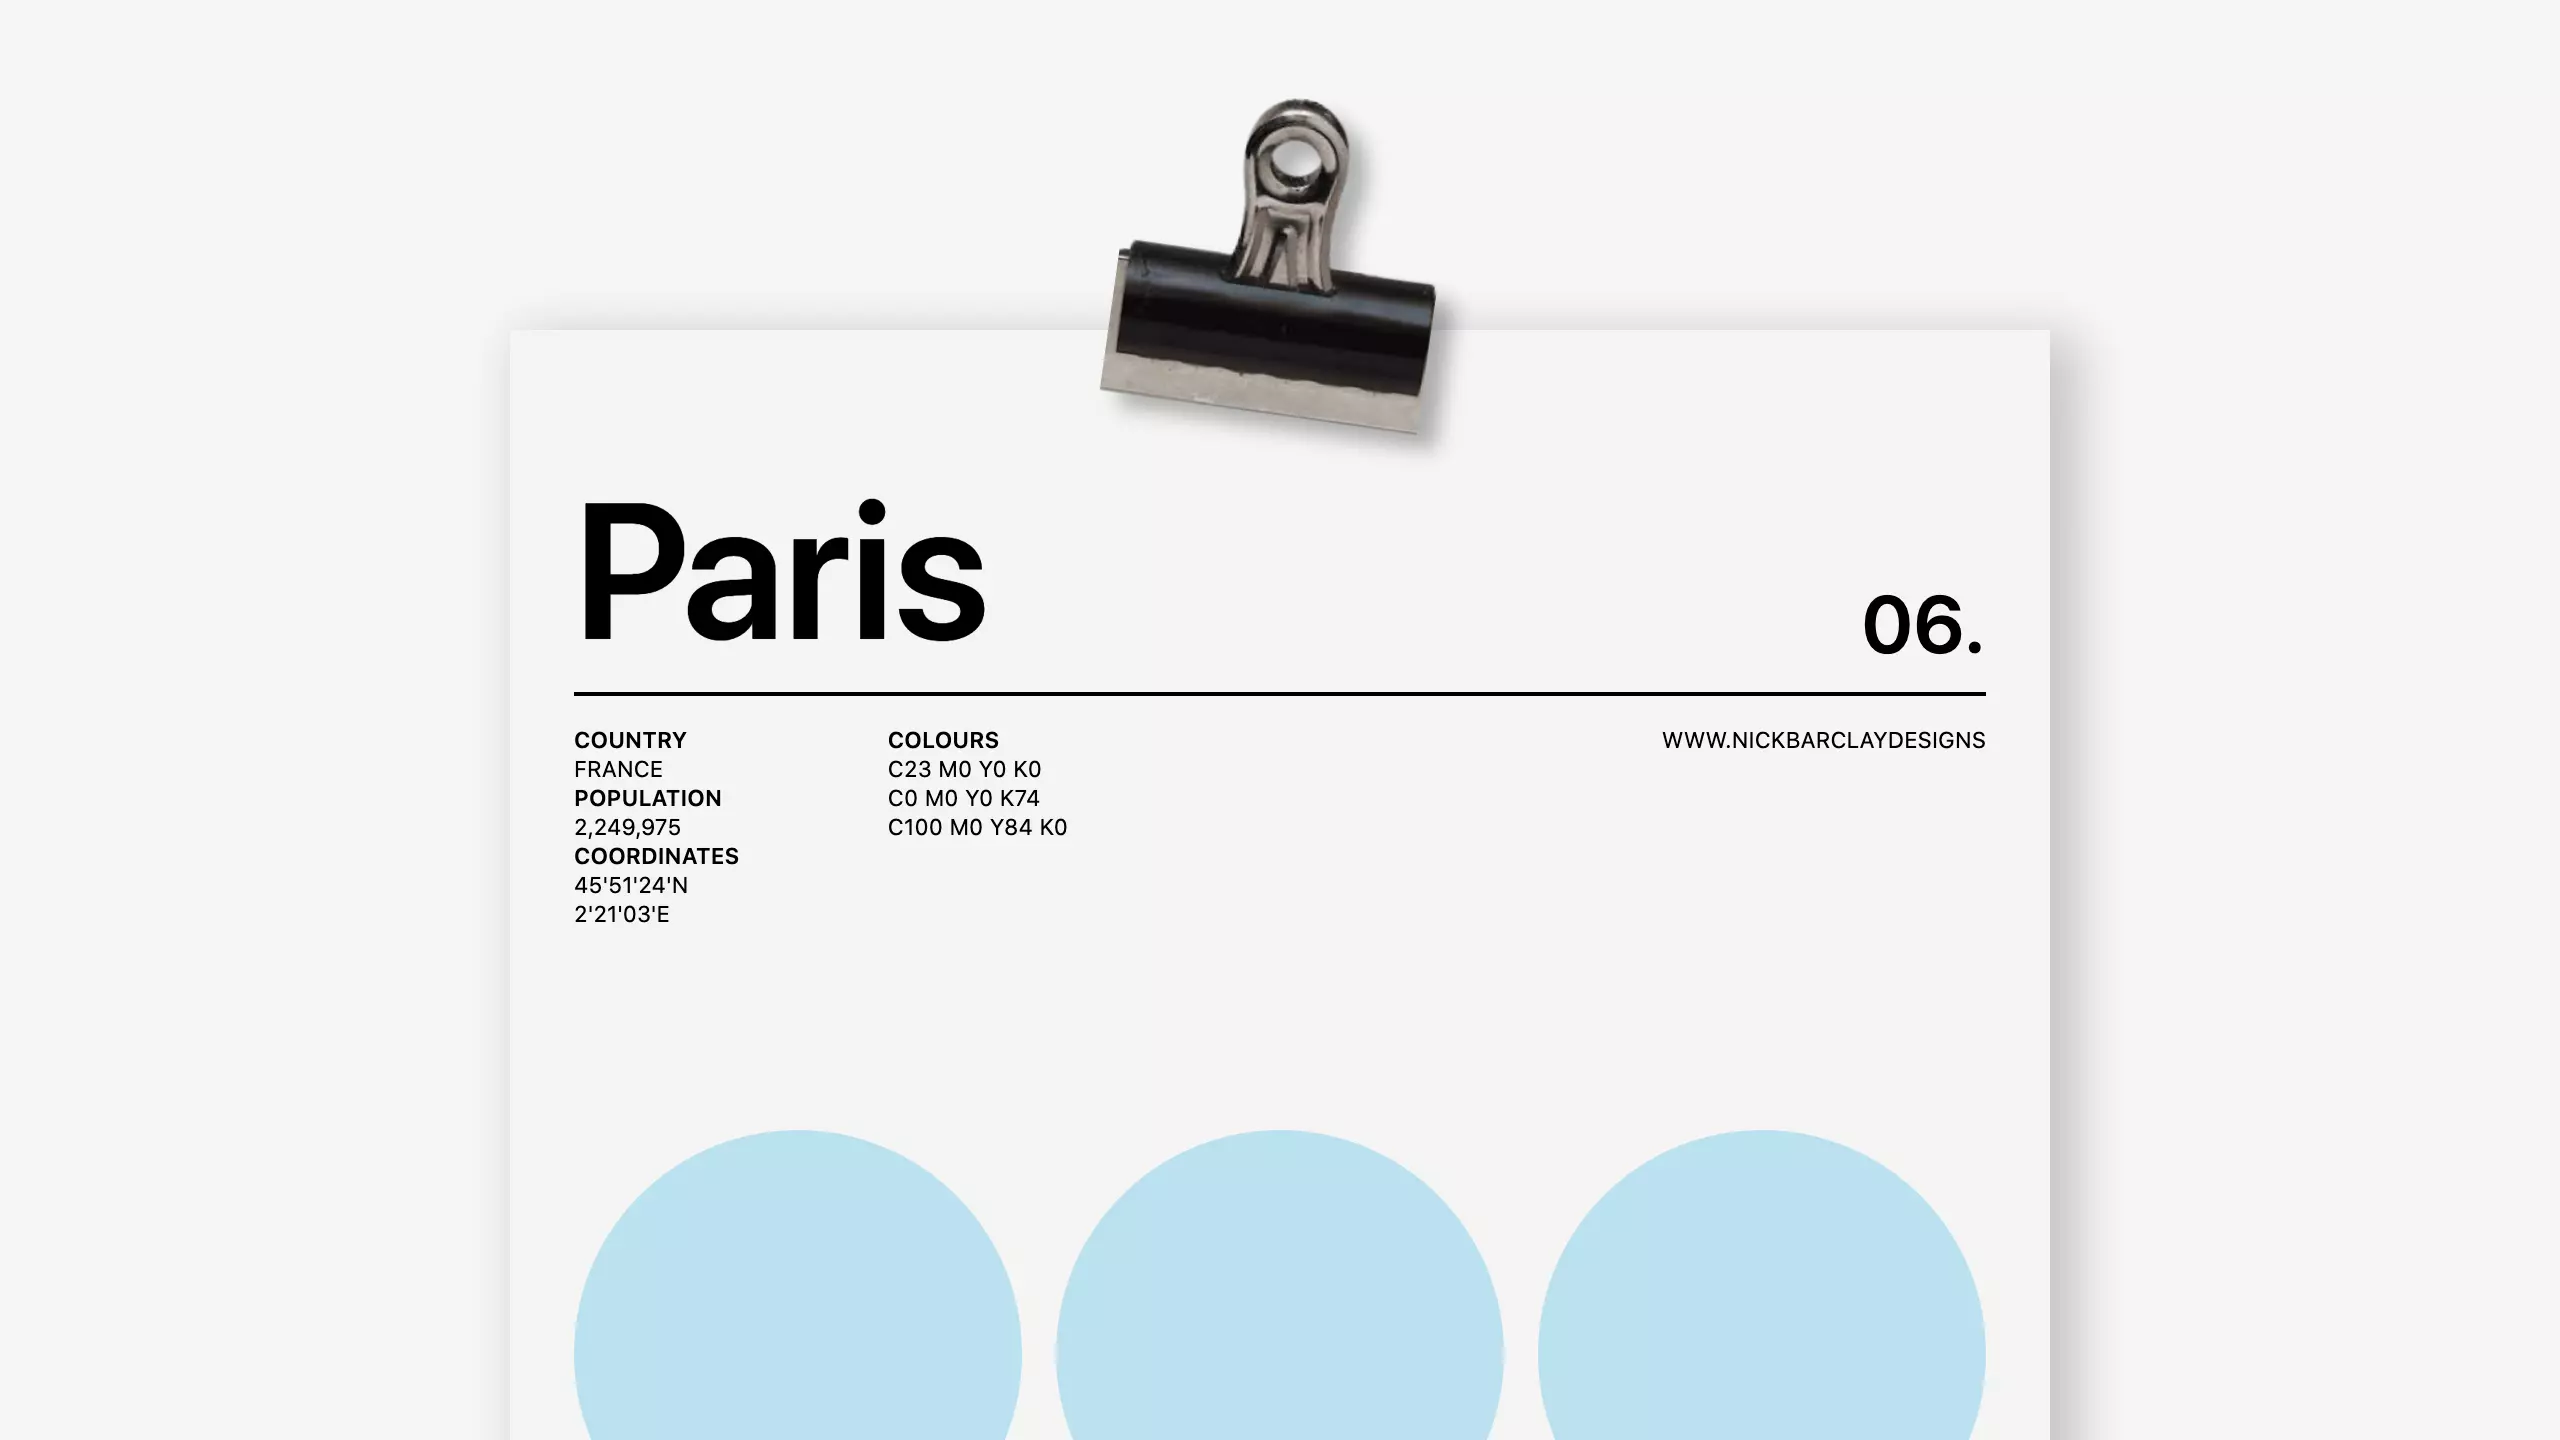 Paris
06.
COUNTRY
FRANCE
POPULATION
2,249,975
COORDINATES
45'51'24'N
2'21'03'E
COLOURS
C23 M0 Y0 K0
C0 M0 Y0 K74
C100 M0 Y84 K0
WWW.NICKBARCLAYDESIGNS